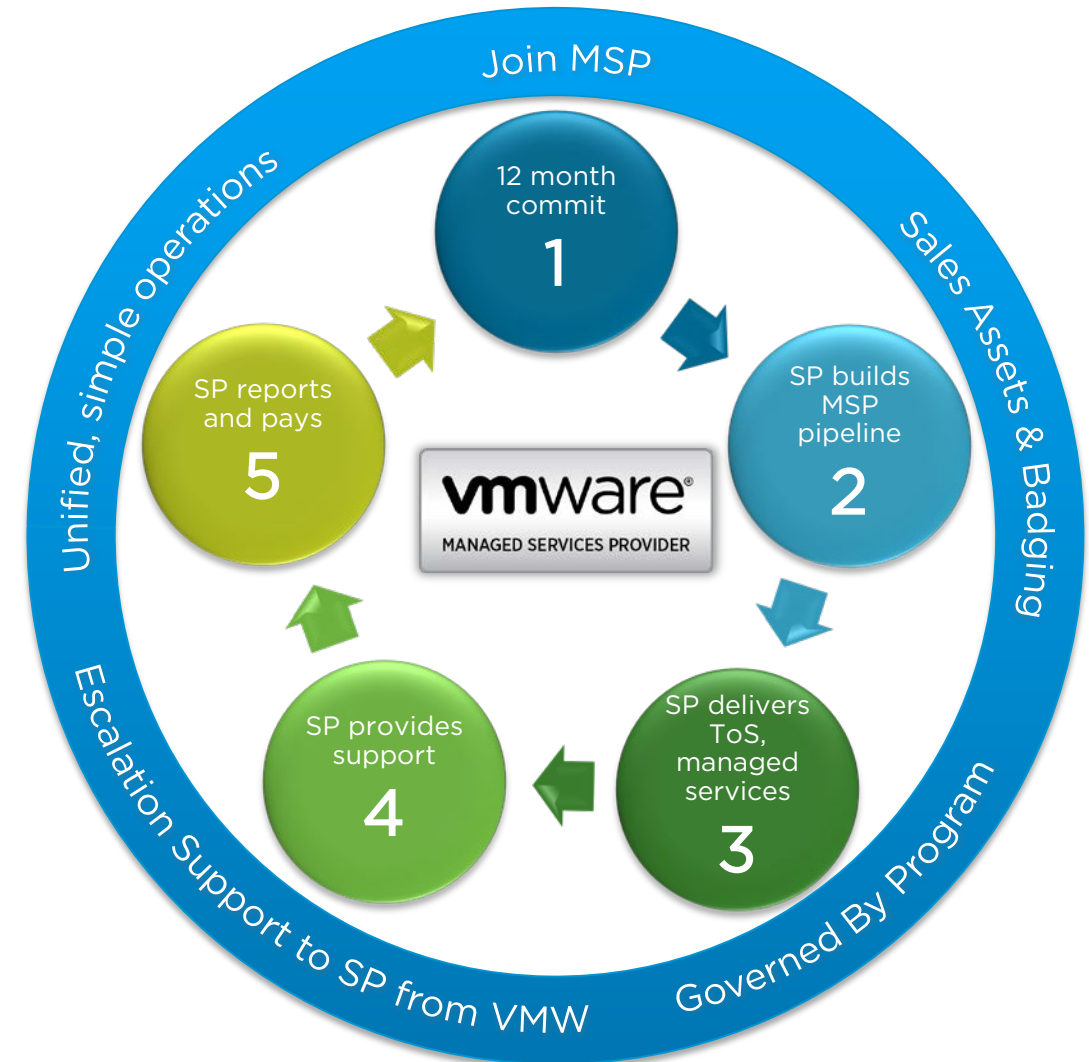 Join MSP
12 month
commit
1
Sales Assets & Badging
SP builds
MSP
pipeline
2
Governed By Program
SP delivers
ToS,
managed
services
3
Escalation Support to SP from VMW
SP provides
support
4
Unified, simple operations
SP reports
and pays
5
vmware®
MANAGED SERVICES PROVIDER